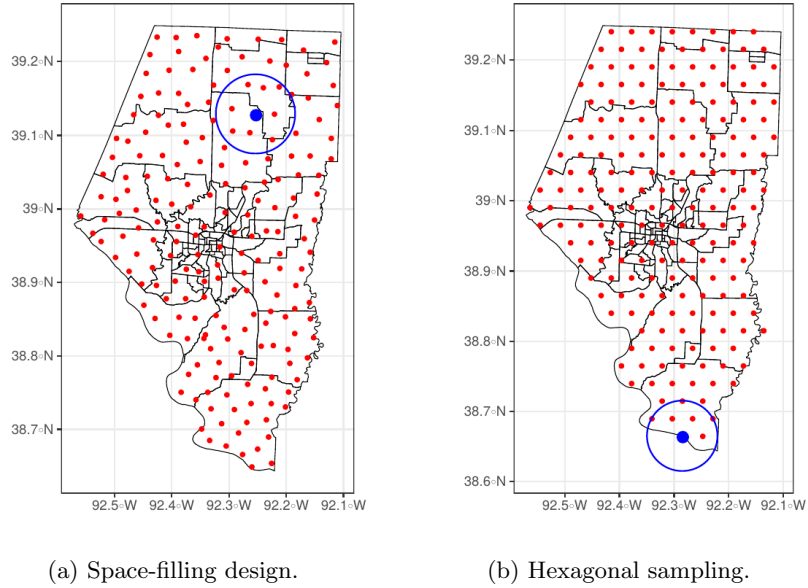 39.2°N
39.1°N
39°N
38.9°N
38.8°N
38.7°N
92.5°W 92.4°W 92.3°W 92.2°W 92.1°W
(a) Space-filling design.
39.2°N
39.1°N
39°N
38.9°N
38.8°N
38.7°N
38.6°N
92.5°W 92.4°W 92.3°W 92.2°W 92.1°W
(b) Hexagonal sampling.